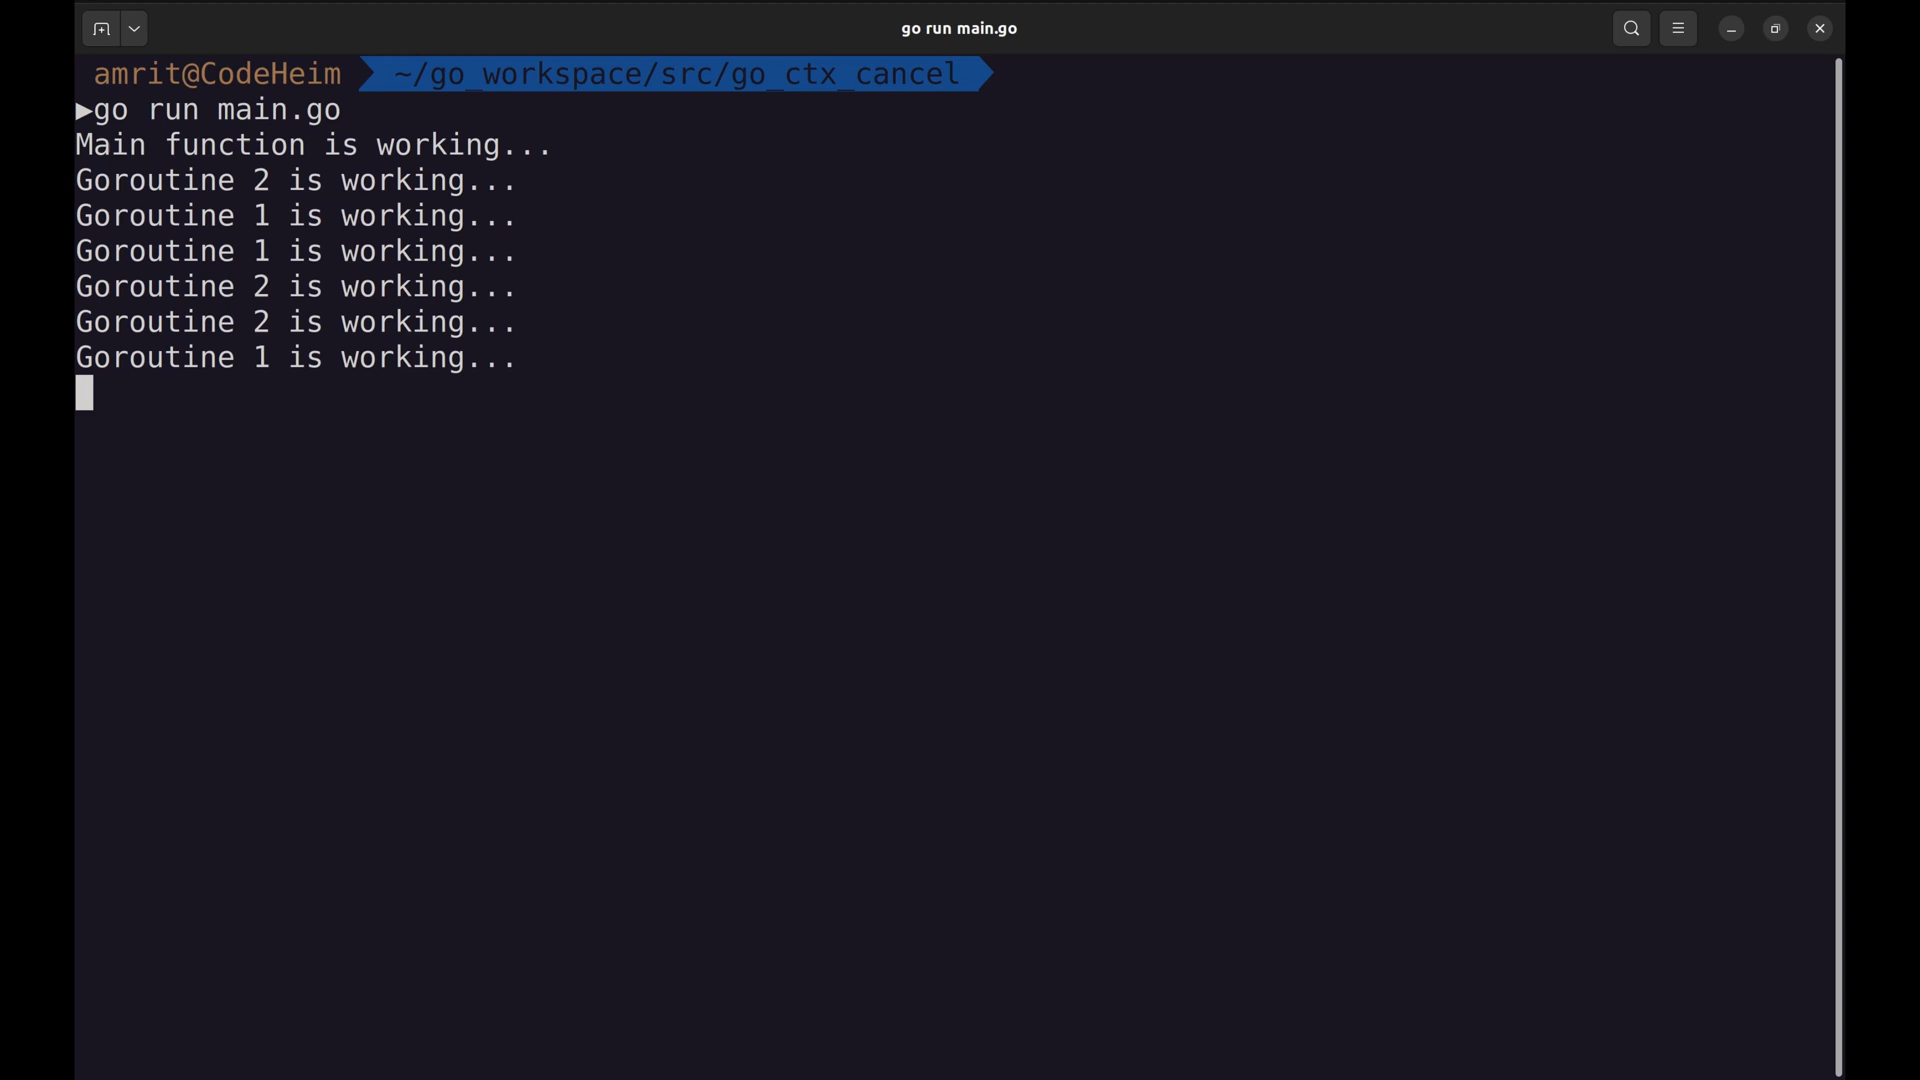 go run main.go
amrit@CodeHeim ~/go_workspace/src/go_ctx_cancel
▶go run main.go
Main function is working...
Goroutine 2 is working...
Goroutine 1 is working...
Goroutine 1 is working...
Goroutine 2 is working...
Goroutine 2 is working...
Goroutine 1 is working...